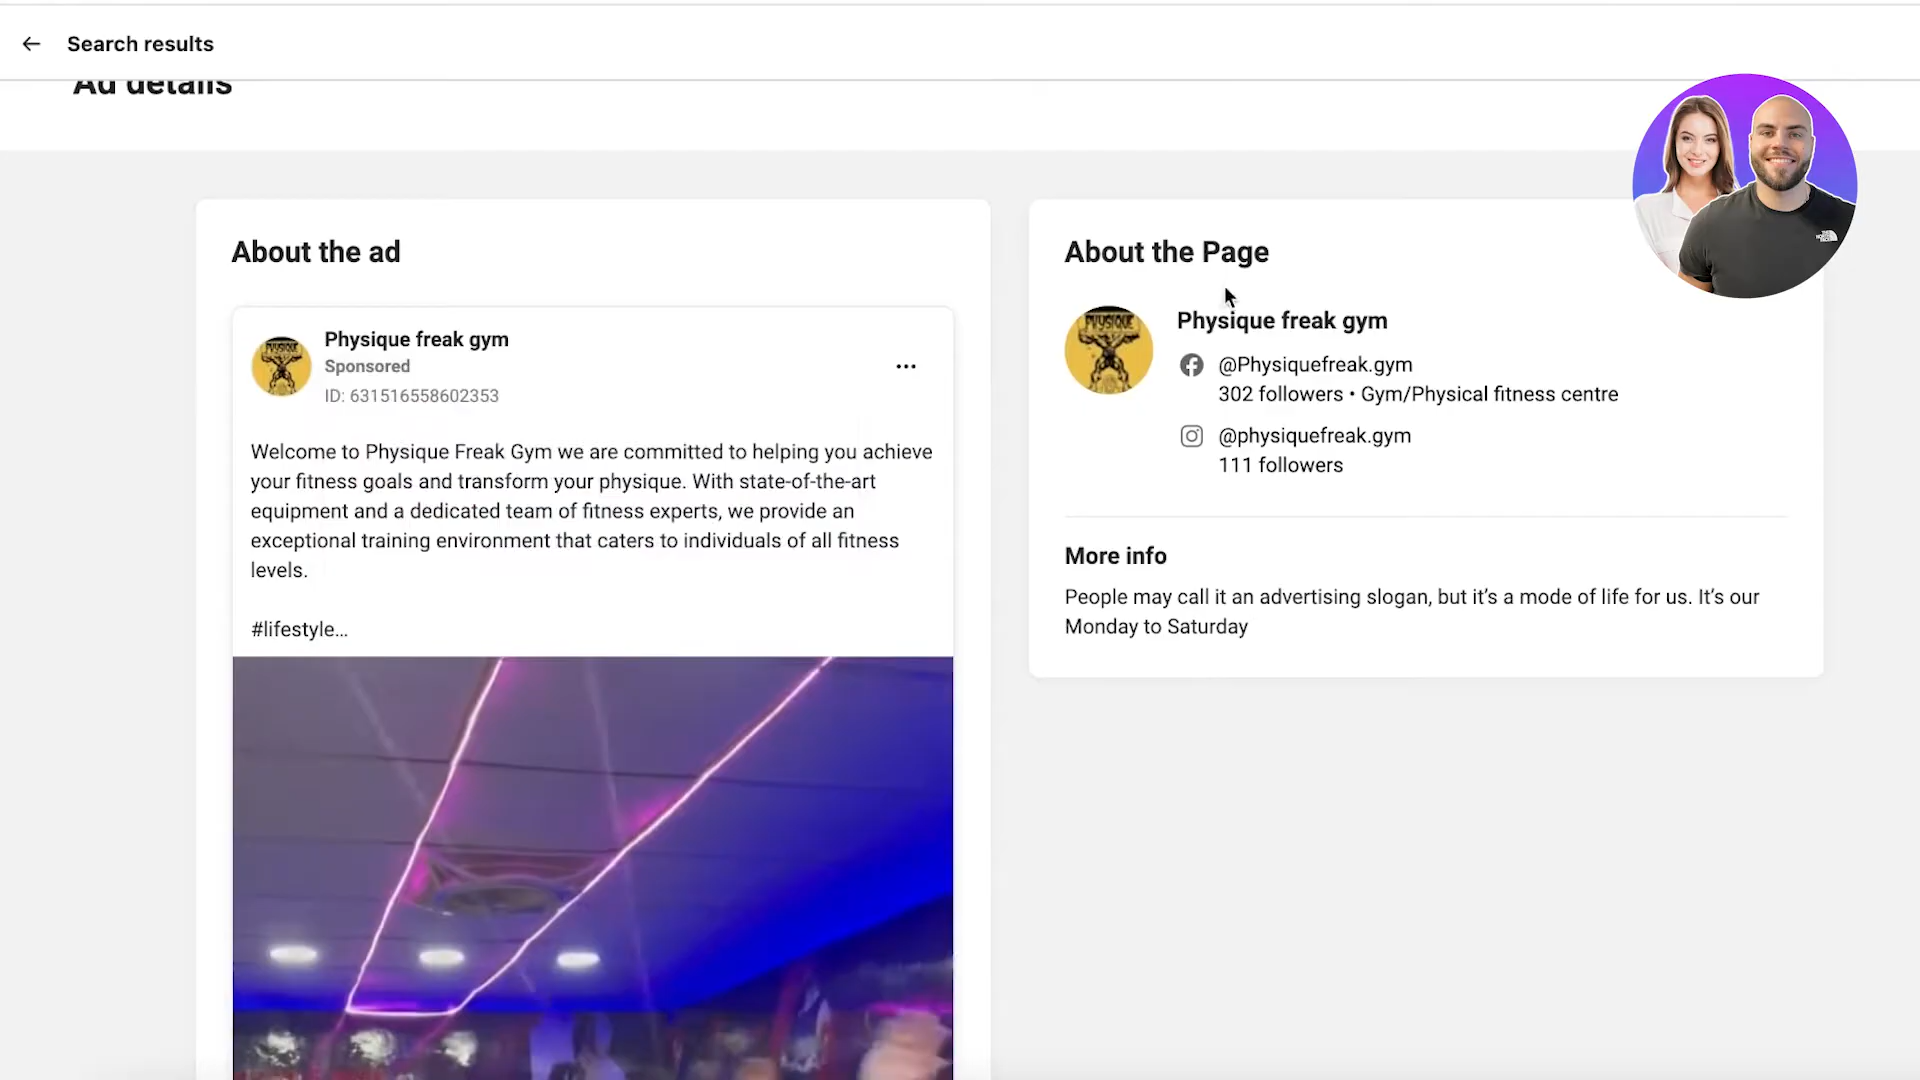 Search results
Ad details
About the ad
Physique freak gym
Sponsored
ID: 631516558602353
Welcome to Physique Freak Gym we are committed to helping you achieve
your fitness goals and transform your physique. With state-of-the-art
equipment and a dedicated team of fitness experts, we provide an
exceptional training environment that caters to individuals of all fitness
levels.
#lifestyle...
About the Page
PHYSIQUE
Physique freak gym
@Physiquefreak.gym
302 followers • Gym/Physical fitness centre
@physiquefreak.gym
111 followers
More info
People may call it an advertising slogan, but it’s a mode of life for us. It’s our
Monday to Saturday